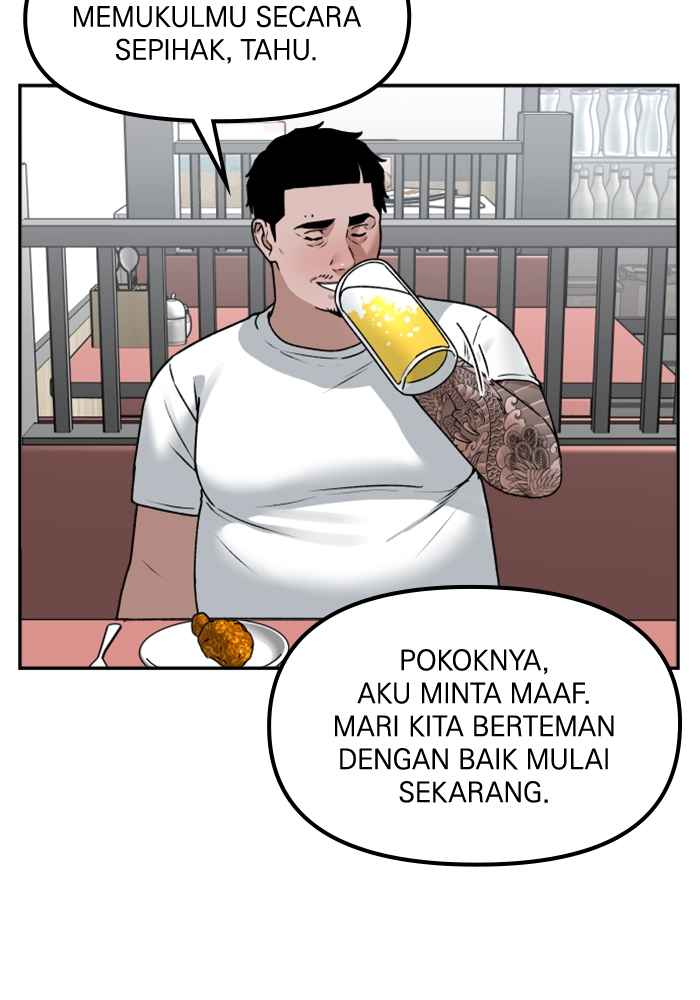 MEMUKULMU SECARA
SEPIHAK, TAHU.
POKOKNYA,
AKU MINTA MAAF.
MARI KITA BERTEMAN
DENGAN BAIK MULAI
SEKARANG.